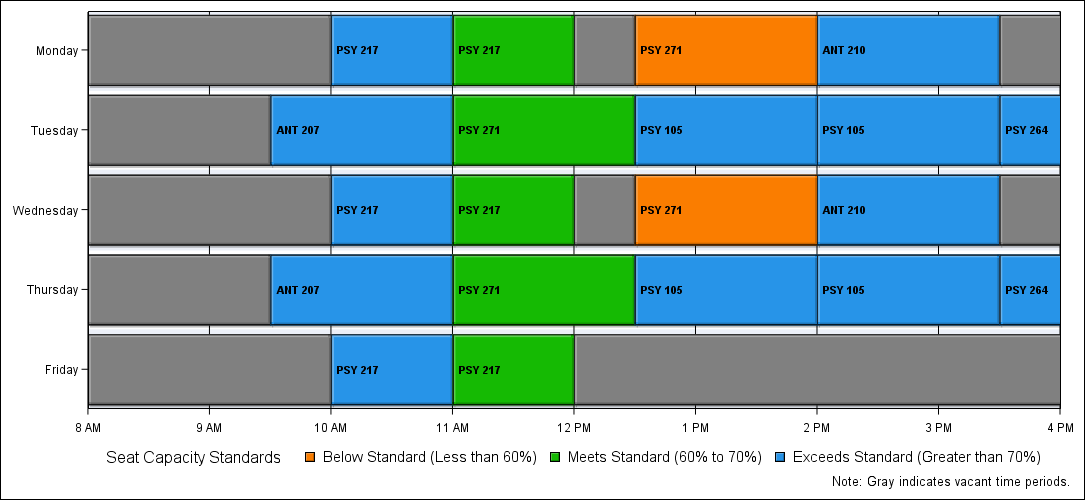 Monday PSY 217 PSY 217 PSY 271 ANT 210
Tuesday ANT 207 PSY 271 PSY 105 PSY 105 PSY 264
Wednesday PSY 217 PSY 217 PSY 271 ANT 210
Thursday ANT 207 PSY 271 PSY 105 PSY 105 PSY 264
Friday PSY 217 PSY 217
8 AM 9 AM 10 AM 11 AM 12 PM 1 PM 2 PM 3 PM 4 PM
Seat Capacity Standards Below Standard (Less than 60%) Meets Standard (60% to 70%) Exceeds Standard (Greater than 70%)
Note: Gray indicates vacant time periods.